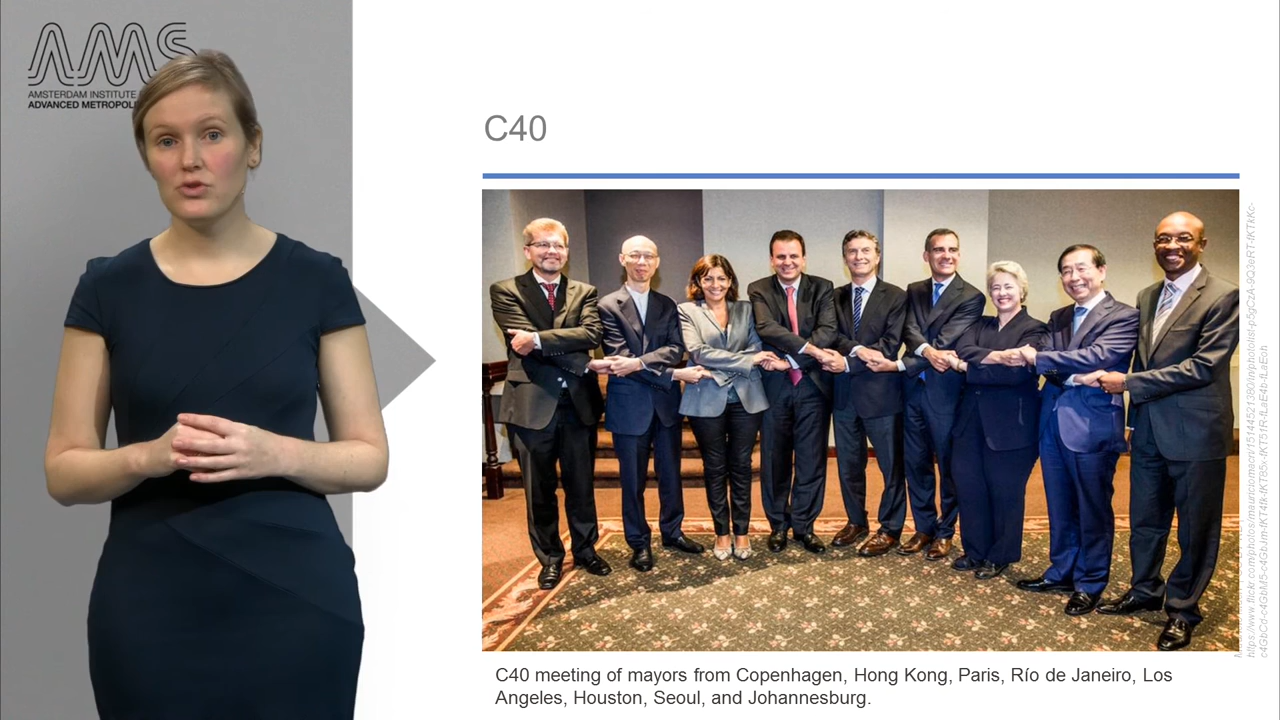 AMS
AMSTERDAM INSTITUTE
ADVANCED
C40
C40 meeting of mayors from Copenhagen, Hong Kong, Paris, Río de Janeiro, Los
Angeles, Houston, Seoul, and Johannesburg.